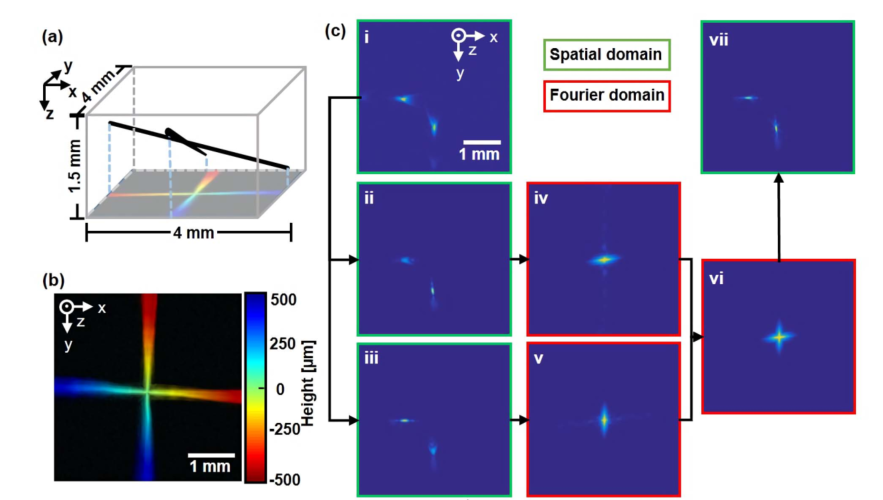 (a)
y
x
z
4 mm
1.5 mm
4 mm
(b)
x
z
y
1 mm
500
250
0
-250
-500
Height [µm]
(c)
i
x
z
y
1 mm
Spatial domain
Fourier domain
vii
ii
iv
iii
v
vi